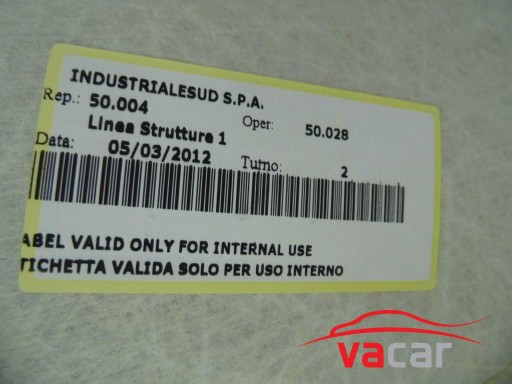 INDUSTRIALESUD S.P.A.
Rep.: 50.004 Oper: 50.028
Linea Strutture 1
Data: 05/03/2012 Turno: 2
ABEL VALID ONLY FOR INTERNAL USE
TICHETTA VALIDA SOLO PER USO INTERNO
vacar